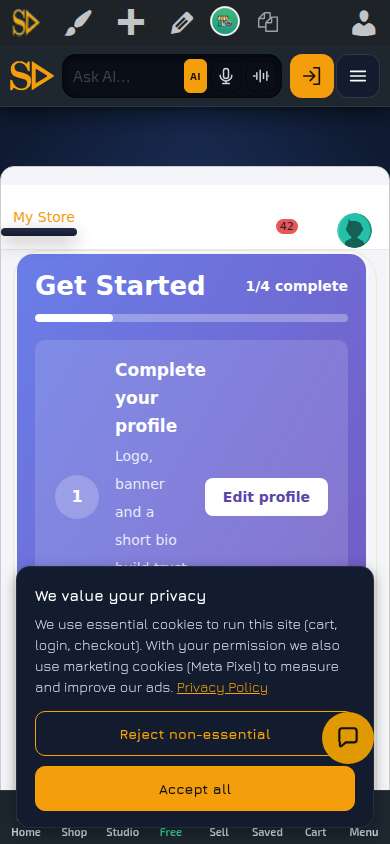 SD
Ask AI...
AI
My Store
42
Get Started
1/4 complete
Complete
your
profile
Logo,
banner
and a
short bio
build trust
1
Edit profile
We value your privacy
We use essential cookies to run this site (cart,
login, checkout). With your permission we also
use marketing cookies (Meta Pixel) to measure
and improve our ads. Privacy Policy
Reject non-essential
Accept all
Home Shop Studio Free Sell Saved Cart Menu